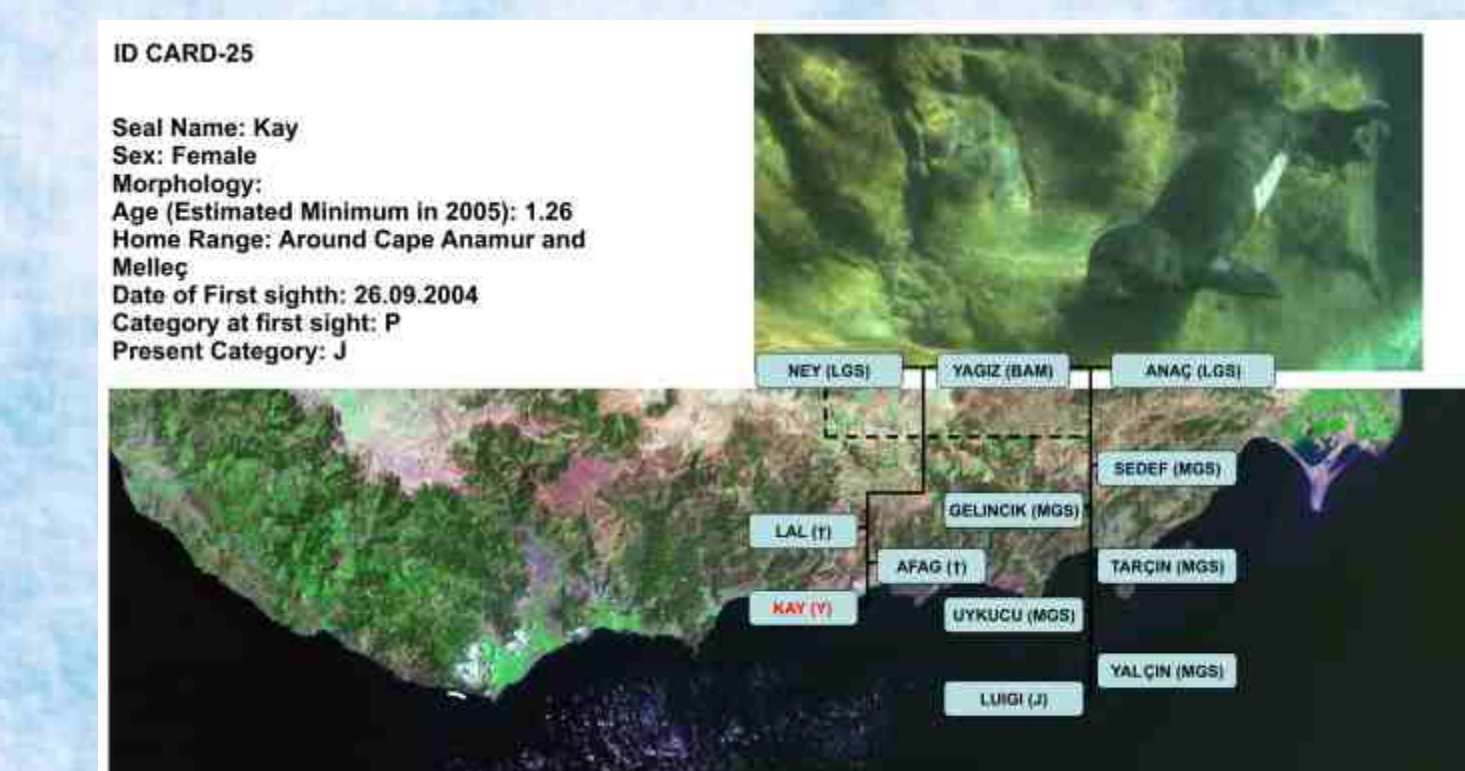 ID CARD-25
Seal Name: Kay
Sex: Female
Morphology:
Age (Estimated Minimum in 2005): 1.26
Home Range: Around Cape Anamur and
Melleç
Date of First sighth: 26.09.2004
Category at first sight: P
Present Category: J
NEY (LGS)
YAGIZ (BAM)
ANAÇ (LGS)
SEDEF (MGS)
GELINCIK (MGS)
LAL (†)
AFAG (†)
TARÇIN (MGS)
KAY (Y)
UYKUCU (MGS)
YALÇIN (MGS)
LUIGI (J)